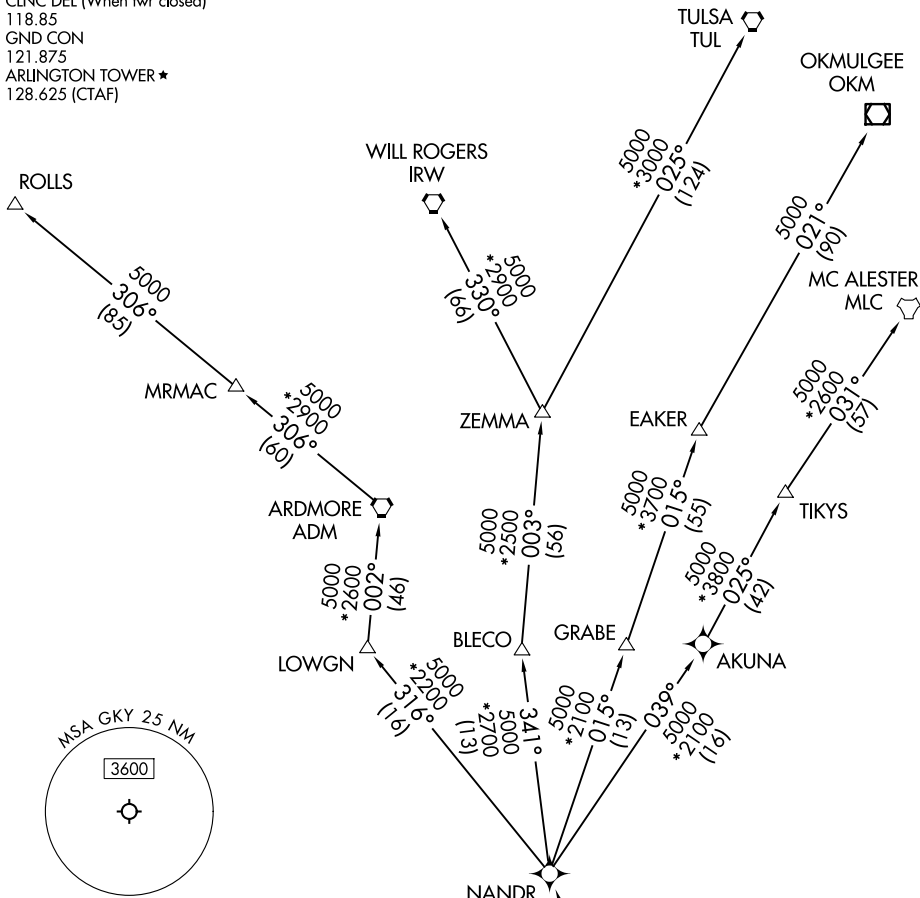 CLNC DEL (When twr closed)
118.85
GND CON
121.875
ARLINGTON TOWER★
128.625 (CTAF)
TULSA
TUL
OKMULGEE
OKM
WILL ROGERS
IRW
ROLLS
MC ALESTER
MLC
5000
*3000
025°
(124)
5000
021°
(90)
5000
*2900
330°
(66)
5000
306°
(85)
5000
*2600
031°
(57)
MRMAC
ZEMMA
EAKER
5000
*2900
306°
(60)
TIKYS
ARDMORE
ADM
5000
*2500
003°
(56)
5000
*3700
015°
(55)
5000
*3800
025°
(42)
5000
*2600
002°
(46)
LOWGN
BLECO
GRABE
AKUNA
5000
*2200
316°
(16)
341°
5000
*2700
(13)
5000
*2100
015°
(13)
039°
5000
*2100
(16)
MSA GKY 25 NM
3600
NANDR